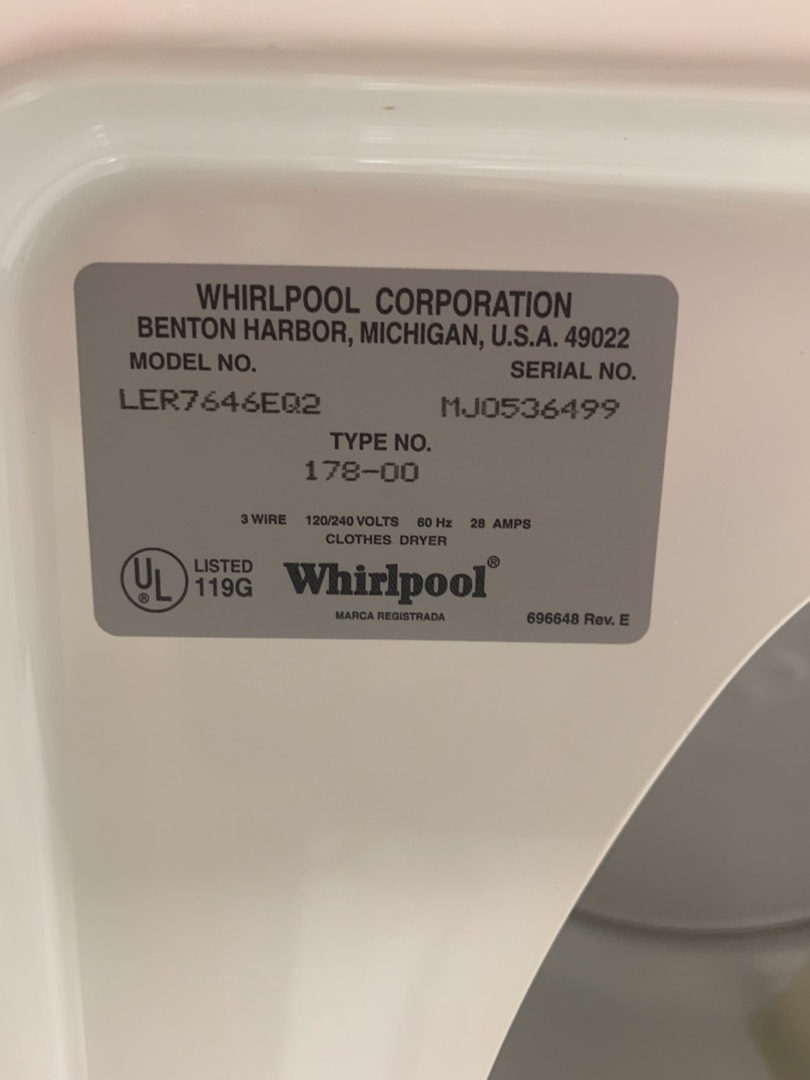 WHIRLPOOL CORPORATION
BENTON HARBOR, MICHIGAN, U.S.A. 49022
MODEL NO. SERIAL NO.
LER7646EQ2 MJ0536499
TYPE NO.
178-00
3 WIRE 120/240 VOLTS 60 Hz 28 AMPS
CLOTHES DRYER
UL® LISTED 119G Whirlpool®
MARCA REGISTRADA 696648 Rev. E